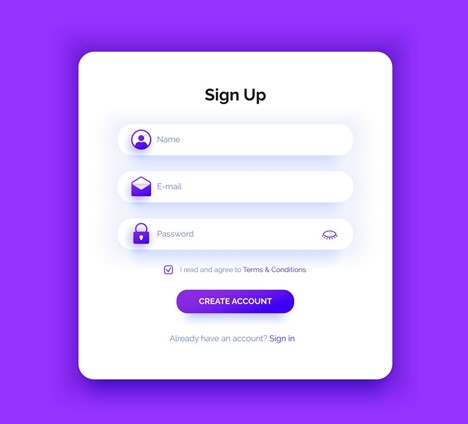 Sign Up
Name
E-mail
Password
I read and agree to Terms & Conditions
CREATE ACCOUNT
Already have an account? Sign in